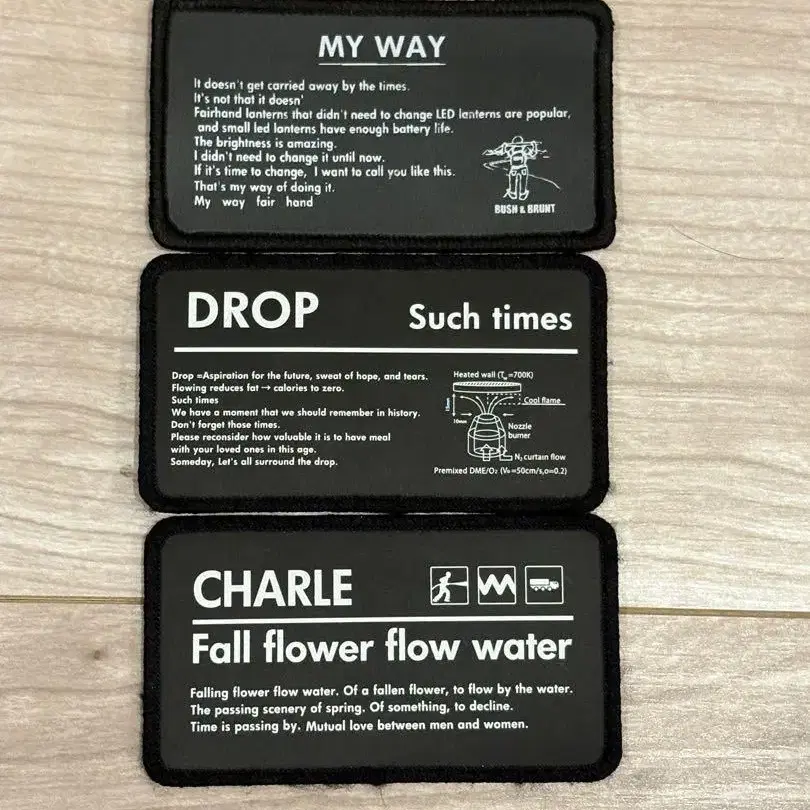 MY WAY
It doesn't get carried away by the times.
It's not that it doesn'
Fairhand lanterns that didn't need to change LED lanterns are popular,
and small led lanterns have enough battery life.
The brightness is amazing.
I didn't need to change it until now.
If it's time to change, I want to call you like this.
That's my way of doing it.
My way fair hand
BUSH & BRUNT
DROP
Such times
Drop =Aspiration for the future, sweat of hope, and tears.
Flowing reduces fat → calories to zero.
Such times
We have a moment that we should remember in history.
Don't forget those times.
Please reconsider how valuable it is to have meal
with your loved ones in this age.
Someday, Let's all surround the drop.
Heated wall (Tw=700K)
Cool flame
10mm
Nozzle
burner
N₂ curtain flow
Premixed DME/O₂ (V₀=50cm/s,o=0.2)
CHARLE
Fall flower flow water
Falling flower flow water. Of a fallen flower, to flow by the water.
The passing scenery of spring. Of something, to decline.
Time is passing by. Mutual love between men and women.